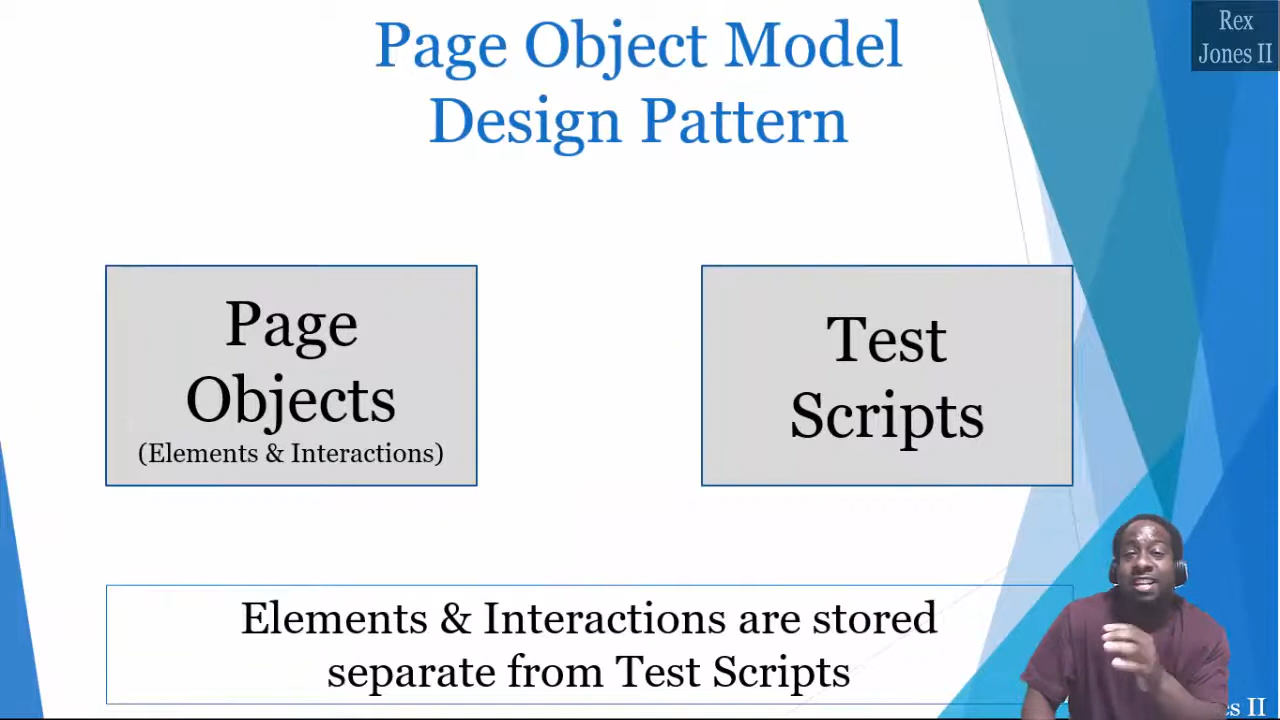 Rex
Jones II
Page Object Model
Design Pattern
Page
Objects
(Elements & Interactions)
Test
Scripts
Elements & Interactions are stored
separate from Test Scripts
II